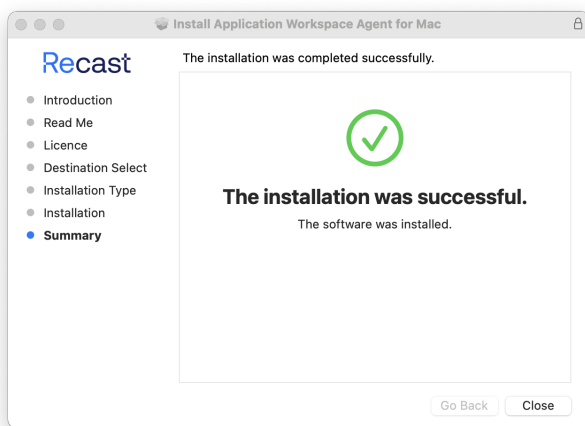 Install Application Workspace Agent for Mac
Recast
The installation was completed successfully.
Introduction
Read Me
Licence
Destination Select
Installation Type
Installation
Summary
The installation was successful.
The software was installed.
Go Back
Close